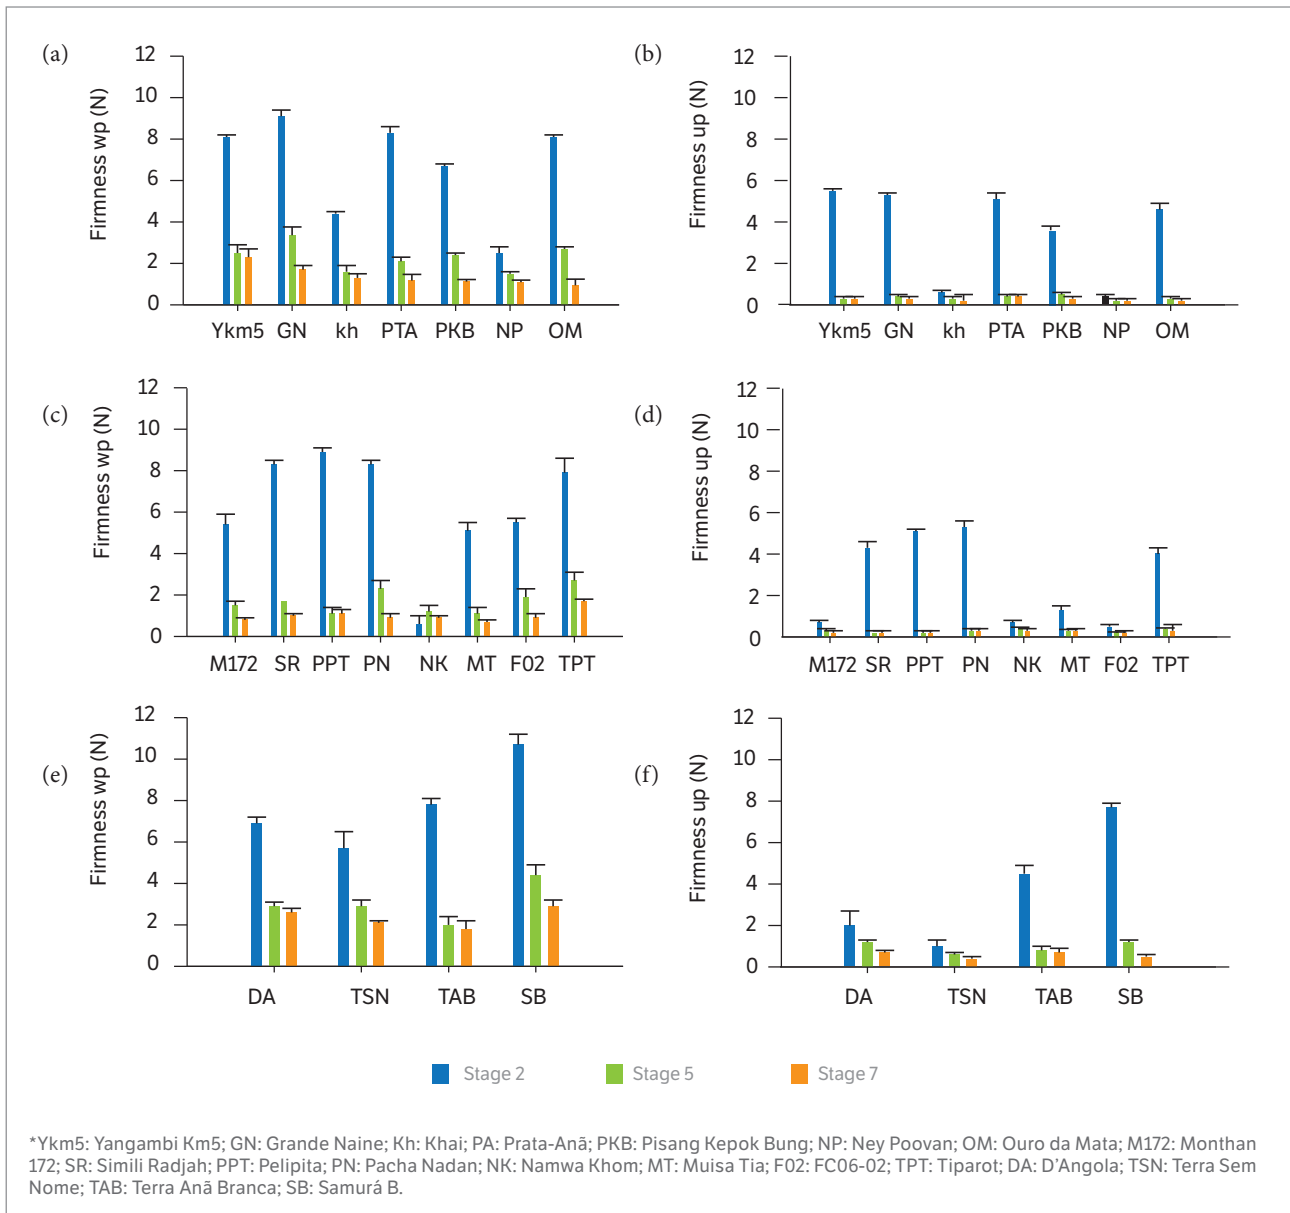 (a)
Firmness wp (N)
12
10
8
6
4
2
0
Ykm5 GN kh PTA PKB NP OM
(b)
Firmness up (N)
12
10
8
6
4
2
0
Ykm5 GN kh PTA PKB NP OM
(c)
Firmness wp (N)
12
10
8
6
4
2
0
M172 SR PPT PN NK MT F02 TPT
(d)
Firmness up (N)
12
10
8
6
4
2
0
M172 SR PPT PN NK MT F02 TPT
(e)
Firmness wp (N)
12
10
8
6
4
2
0
DA TSN TAB SB
(f)
Firmness up (N)
12
10
8
6
4
2
0
DA TSN TAB SB
Stage 2 Stage 5 Stage 7
*Ykm5: Yangambi Km5; GN: Grande Naine; Kh: Khai; PA: Prata-Anã; PKB: Pisang Kepok Bung; NP: Ney Poovan; OM: Ouro da Mata; M172: Monthan
172; SR: Simili Radjah; PPT: Pelipita; PN: Pacha Nadan; NK: Namwa Khom; MT: Muisa Tia; F02: FC06-02; TPT: Tiparot; DA: D’Angola; TSN: Terra Sem
Nome; TAB: Terra Anã Branca; SB: Samurá B.